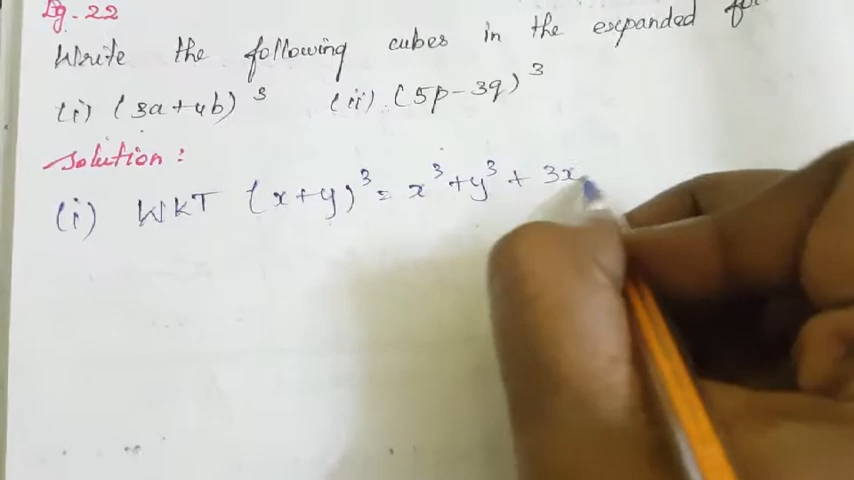 Pg. 22
Write the following cubes in the expanded
(i) (3a+4b)³ (ii) (5p-3q)³
Solution :
(i) WKT (x+y)³ = x³+y³ + 3x